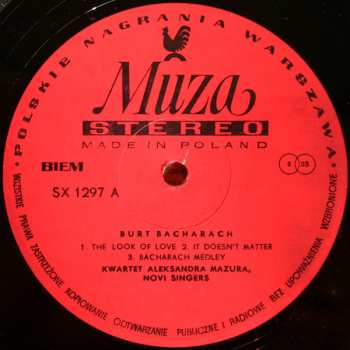 POLSKIE NAGRANIA WARSZAWA
Muza
STEREO
MADE IN POLAND
BIEM
SX 1297 A
BURT BACHARACH
1. THE LOOK OF LOVE 2. IT DOESN'T MATTER
3. BACHARACH MEDLEY
KWARTET ALEKSANDRA MAZURA,
NOVI SINGERS
• WSZELKIE PRAWA ZASTRZEŻONE KOPIOWANIE ODTWARZANIE PUBLICZNE I RADIOWE BEZ UPOWAŻNIENIA WZBRONIONE •